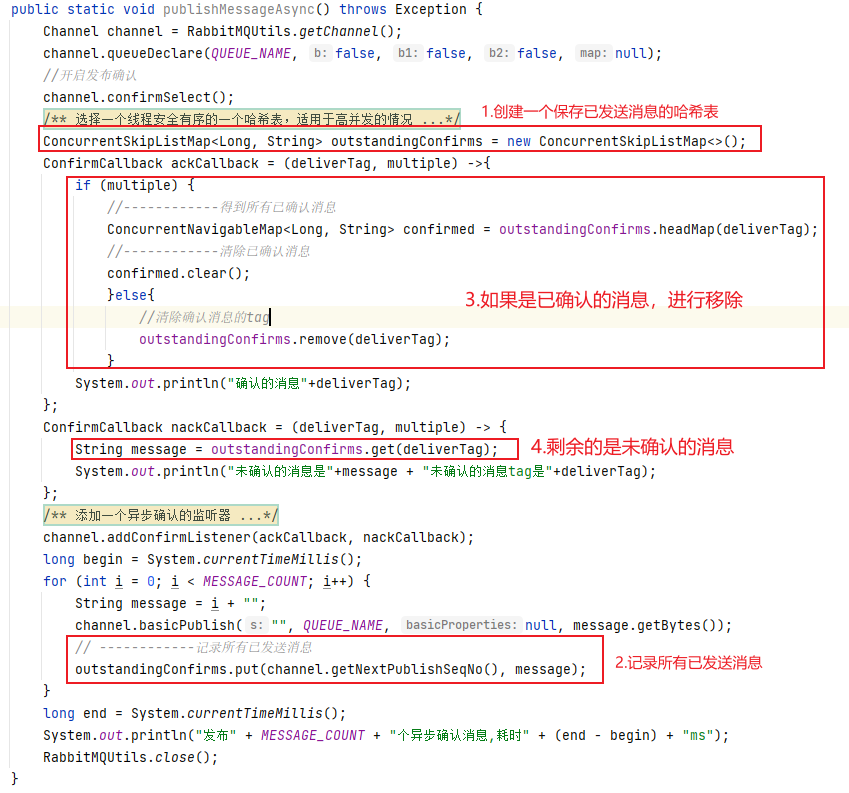 public static void publishMessageAsync() throws Exception {
Channel channel = RabbitMQUtils.getChannel();
channel.queueDeclare(QUEUE_NAME, b: false, b1: false, b2: false, map: null);
//开启发布确认
channel.confirmSelect();
1.创建一个保存已发送消息的哈希表
/** 选择一个线程安全有序的一个哈希表，适用于高并发的情况 ...*/
ConcurrentSkipListMap<Long, String> outstandingConfirms = new ConcurrentSkipListMap<>();
ConfirmCallback ackCallback = (deliverTag, multiple) ->{
if (multiple) {
//------------得到所有已确认消息
ConcurrentNavigableMap<Long, String> confirmed = outstandingConfirms.headMap(deliverTag);
//------------清除已确认消息
confirmed.clear();
}else{
3.如果是已确认的消息，进行移除
//清除确认消息的tag
outstandingConfirms.remove(deliverTag);
}
System.out.println("确认的消息"+deliverTag);
};
ConfirmCallback nackCallback = (deliverTag, multiple) -> {
String message = outstandingConfirms.get(deliverTag);
4.剩余的是未确认的消息
System.out.println("未确认的消息是"+message + "未确认的消息tag是"+deliverTag);
};
/** 添加一个异步确认的监听器 ...*/
channel.addConfirmListener(ackCallback, nackCallback);
long begin = System.currentTimeMillis();
for (int i = 0; i < MESSAGE_COUNT; i++) {
String message = i + "";
channel.basicPublish( s: "", QUEUE_NAME, basicProperties: null, message.getBytes());
// ------------记录所有已发送消息
outstandingConfirms.put(channel.getNextPublishSeqNo(), message);
2.记录所有已发送消息
}
long end = System.currentTimeMillis();
System.out.println("发布" + MESSAGE_COUNT + "个异步确认消息,耗时" + (end - begin) + "ms");
RabbitMQUtils.close();
}